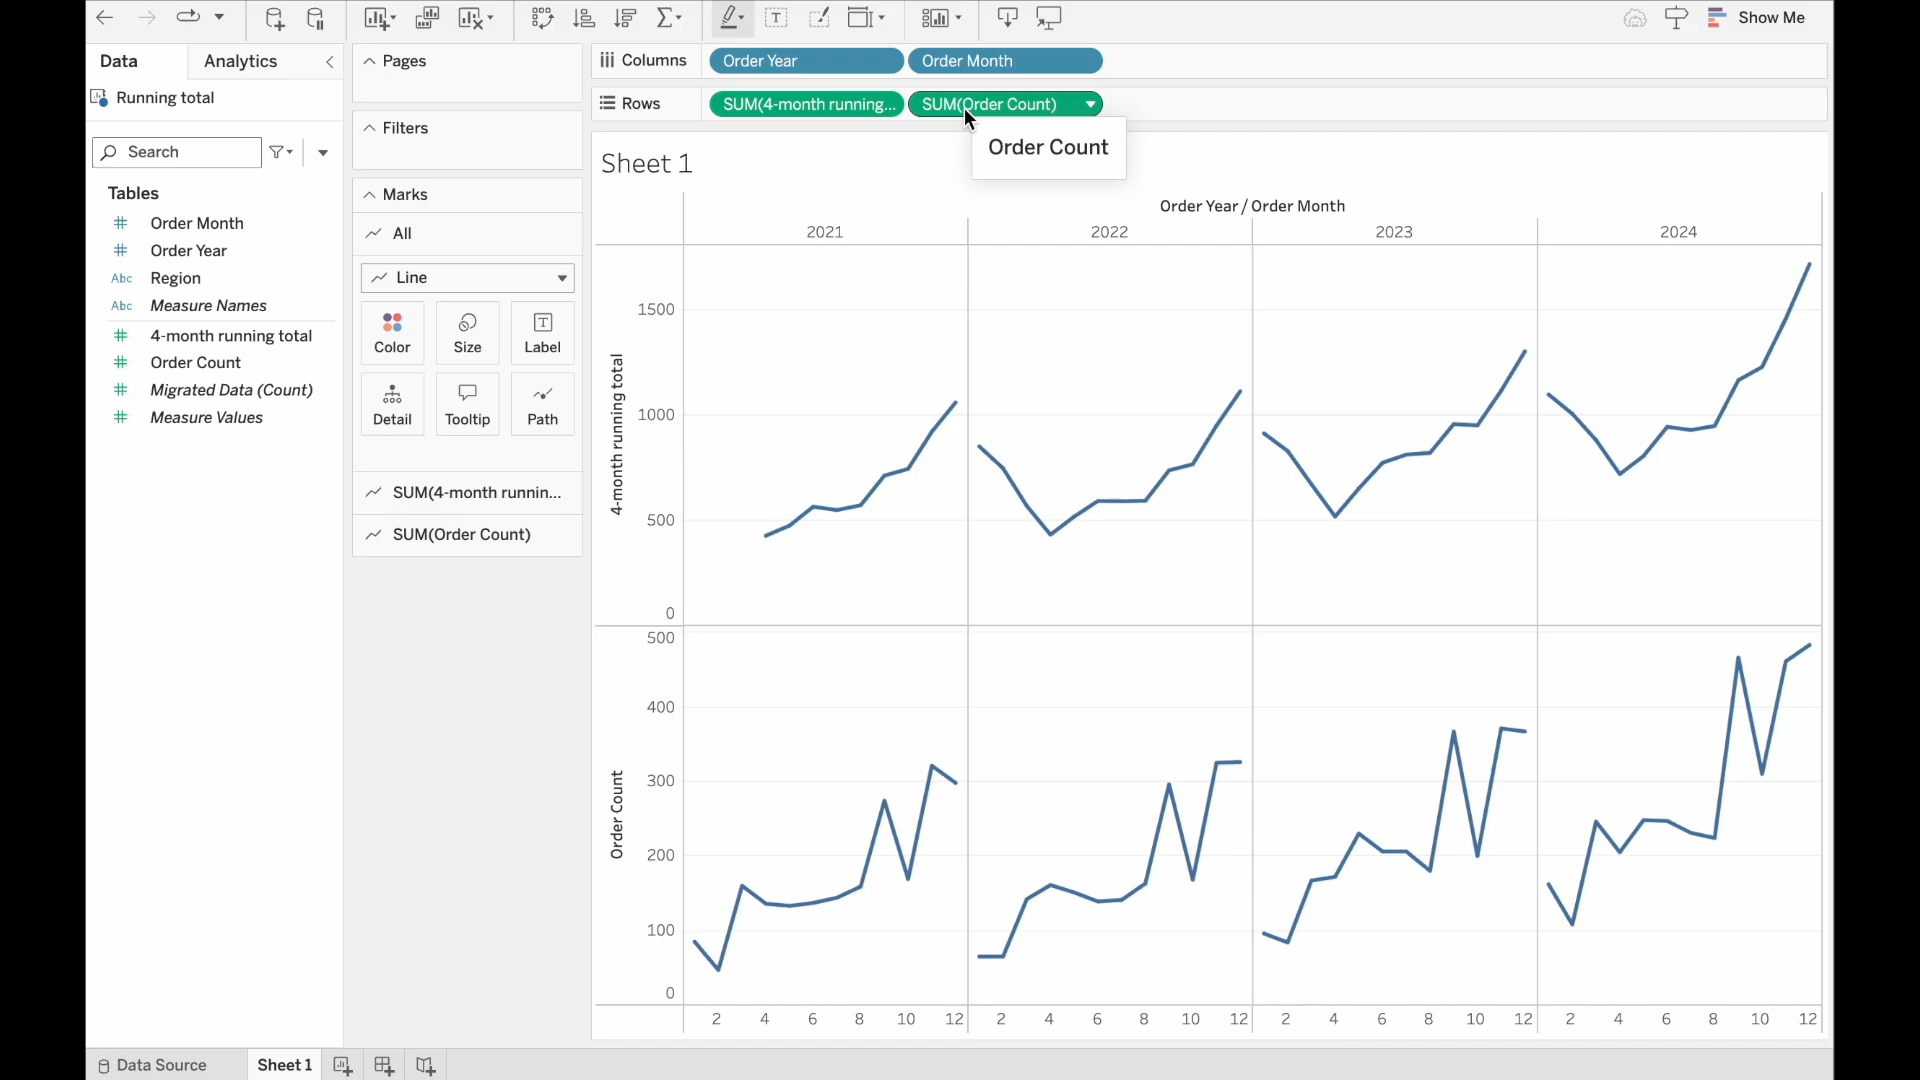 Show Me
Data
Analytics
Running total
Search
Tables
Order Month
Order Year
Abc Region
Abc Measure Names
4-month running total
Order Count
Migrated Data (Count)
Measure Values
Pages
Filters
Marks
All
Line
Color
Size
Label
Detail
Tooltip
Path
SUM(4-month runnin...
SUM(Order Count)
Columns
Order Year
Order Month
Rows
SUM(4-month running...
SUM(Order Count)
Order Count
Sheet 1
Order Year / Order Month
2021 2022 2023 2024
4-month running total
1500
1000
500
0
Order Count
500
400
300
200
100
0
2 4 6 8 10 12 2 4 6 8 10 12 2 4 6 8 10 12 2 4 6 8 10 12
Data Source
Sheet 1